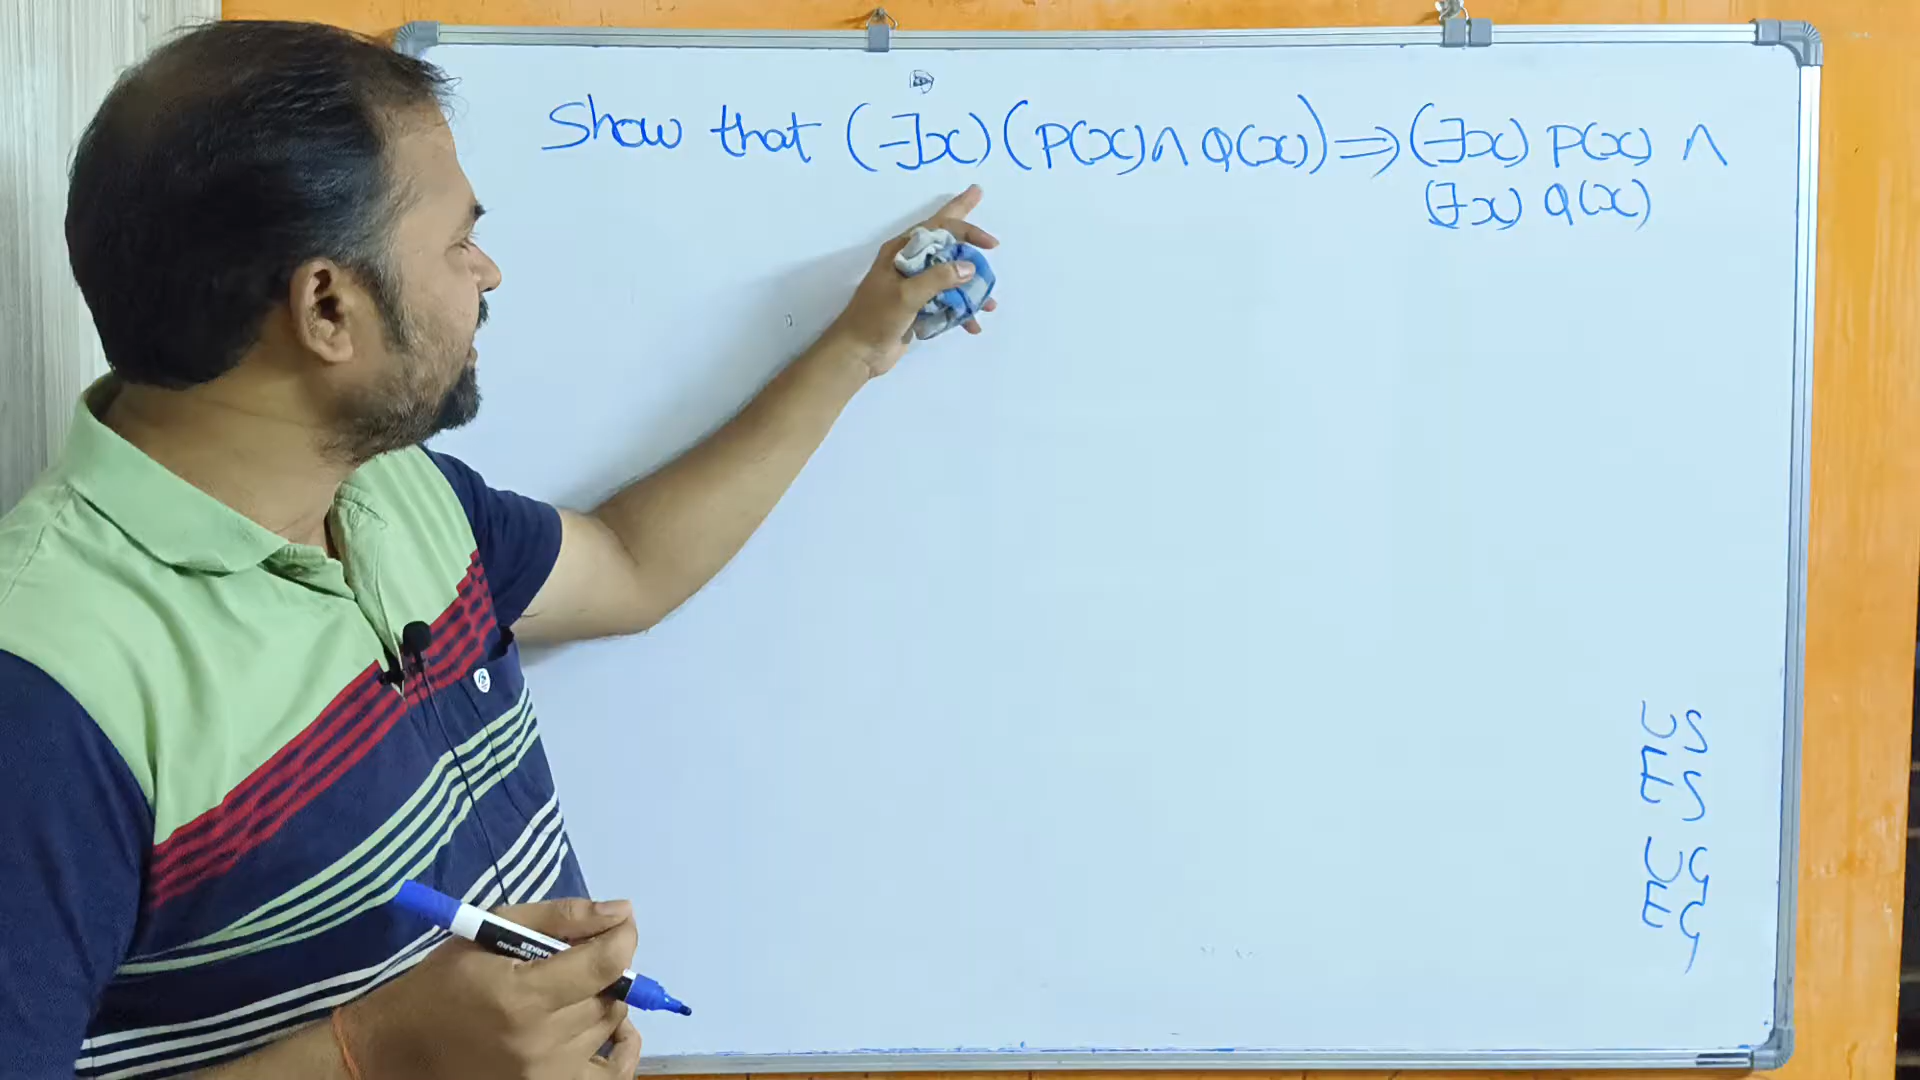 Show that (∃x) (P(x) ∧ Q(x)) ⇒ (∃x) P(x) ∧
(∃x) Q(x)
US
ES
UG
EG